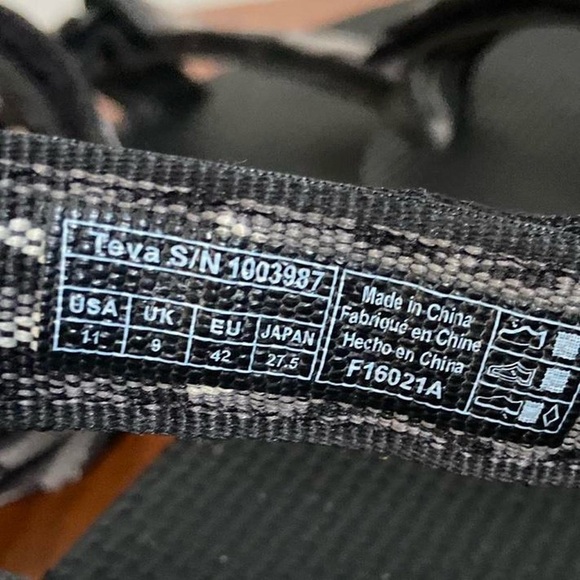 Teva S/N 1003987
USA UK EU JAPAN
11 9 42 27.5
Made in China
Fabriqué en Chine
Hecho en China
F16021A